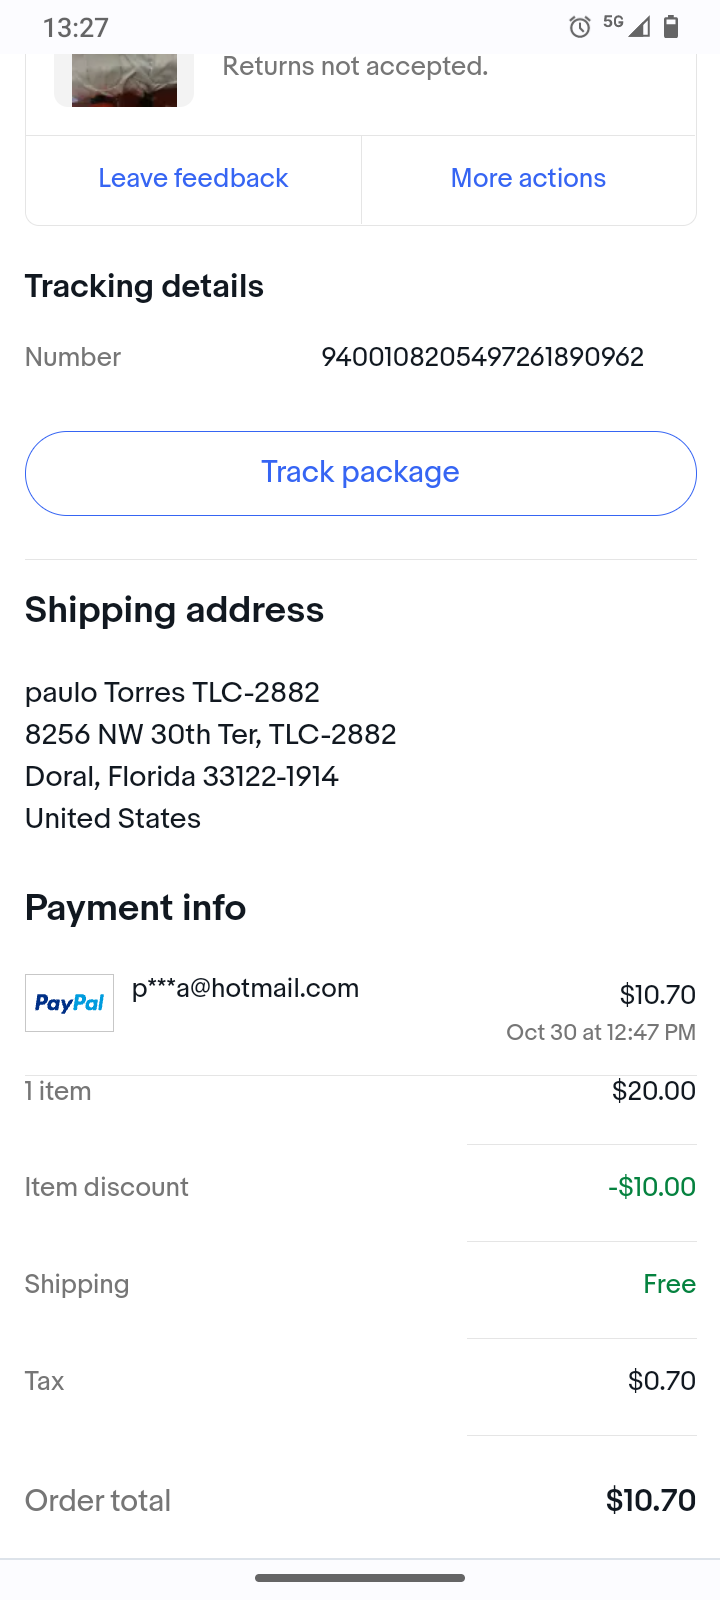 13:27
5G
Returns not accepted.
Leave feedback
More actions
Tracking details
Number 9400108205497261890962
Track package
Shipping address
paulo Torres TLC-2882
8256 NW 30th Ter, TLC-2882
Doral, Florida 33122-1914
United States
Payment info
PayPal p***a@hotmail.com $10.70
Oct 30 at 12:47 PM
1 item $20.00
Item discount -$10.00
Shipping Free
Tax $0.70
Order total $10.70